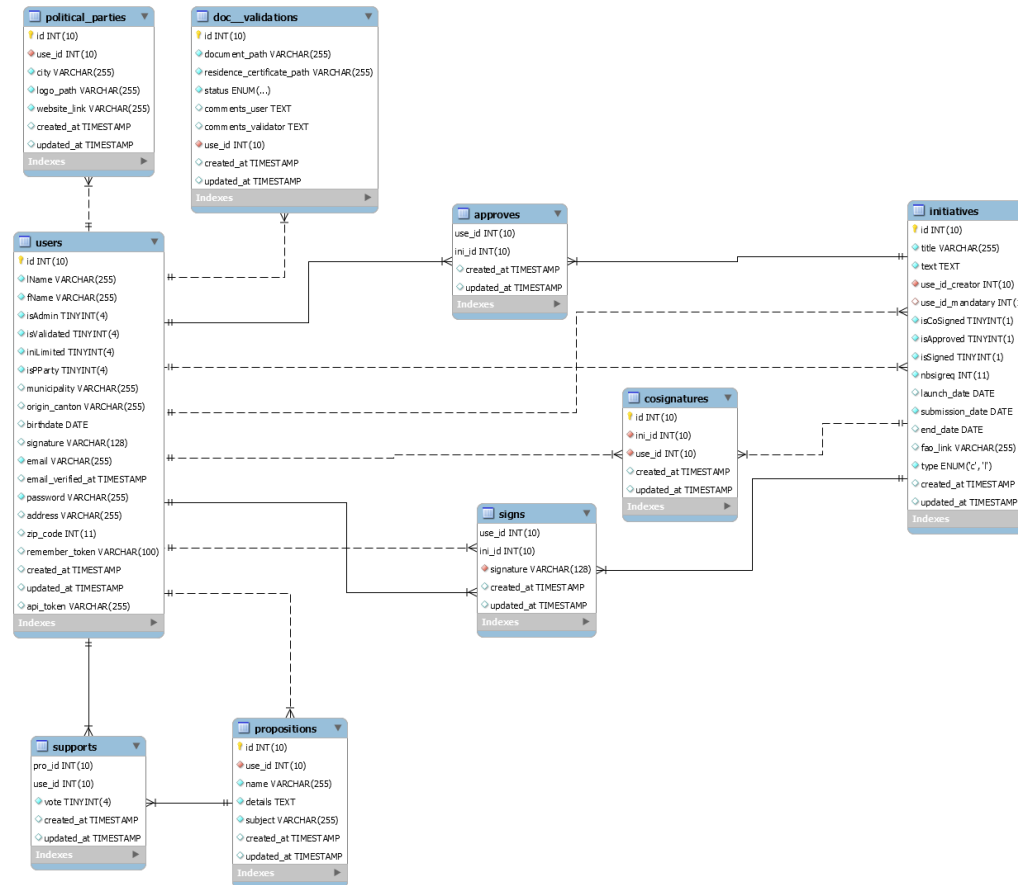 political_parties
id INT(10)
use_id INT(10)
city VARCHAR(255)
logo_path VARCHAR(255)
website_link VARCHAR(255)
created_at TIMESTAMP
updated_at TIMESTAMP
Indexes
doc__validations
id INT(10)
document_path VARCHAR(255)
residence_certificate_path VARCHAR(255)
status ENUM(...)
comments_user TEXT
comments_validator TEXT
use_id INT(10)
created_at TIMESTAMP
updated_at TIMESTAMP
Indexes
approves
use_id INT(10)
ini_id INT(10)
created_at TIMESTAMP
updated_at TIMESTAMP
Indexes
initiatives
id INT(10)
title VARCHAR(255)
text TEXT
use_id_creator INT(10)
use_id_mandatary INT(
isCoSigned TINYINT(1)
isApproved TINYINT(1)
isSigned TINYINT(1)
nbsigreq INT(11)
launch_date DATE
submission_date DATE
end_date DATE
fao_link VARCHAR(255)
type ENUM('c', 'l')
created_at TIMESTAMP
updated_at TIMESTAMP
Indexes
users
id INT(10)
lName VARCHAR(255)
fName VARCHAR(255)
isAdmin TINYINT(4)
isValidated TINYINT(4)
iniLimited TINYINT(4)
isPParty TINYINT(4)
municipality VARCHAR(255)
origin_canton VARCHAR(255)
birthdate DATE
signature VARCHAR(128)
email VARCHAR(255)
email_verified_at TIMESTAMP
password VARCHAR(255)
address VARCHAR(255)
zip_code INT(11)
remember_token VARCHAR(100)
created_at TIMESTAMP
updated_at TIMESTAMP
api_token VARCHAR(255)
Indexes
cosignatures
id INT(10)
ini_id INT(10)
use_id INT(10)
created_at TIMESTAMP
updated_at TIMESTAMP
Indexes
signs
use_id INT(10)
ini_id INT(10)
signature VARCHAR(128)
created_at TIMESTAMP
updated_at TIMESTAMP
Indexes
supports
pro_id INT(10)
use_id INT(10)
vote TINYINT(4)
created_at TIMESTAMP
updated_at TIMESTAMP
Indexes
propositions
id INT(10)
use_id INT(10)
name VARCHAR(255)
details TEXT
subject VARCHAR(255)
created_at TIMESTAMP
updated_at TIMESTAMP
Indexes